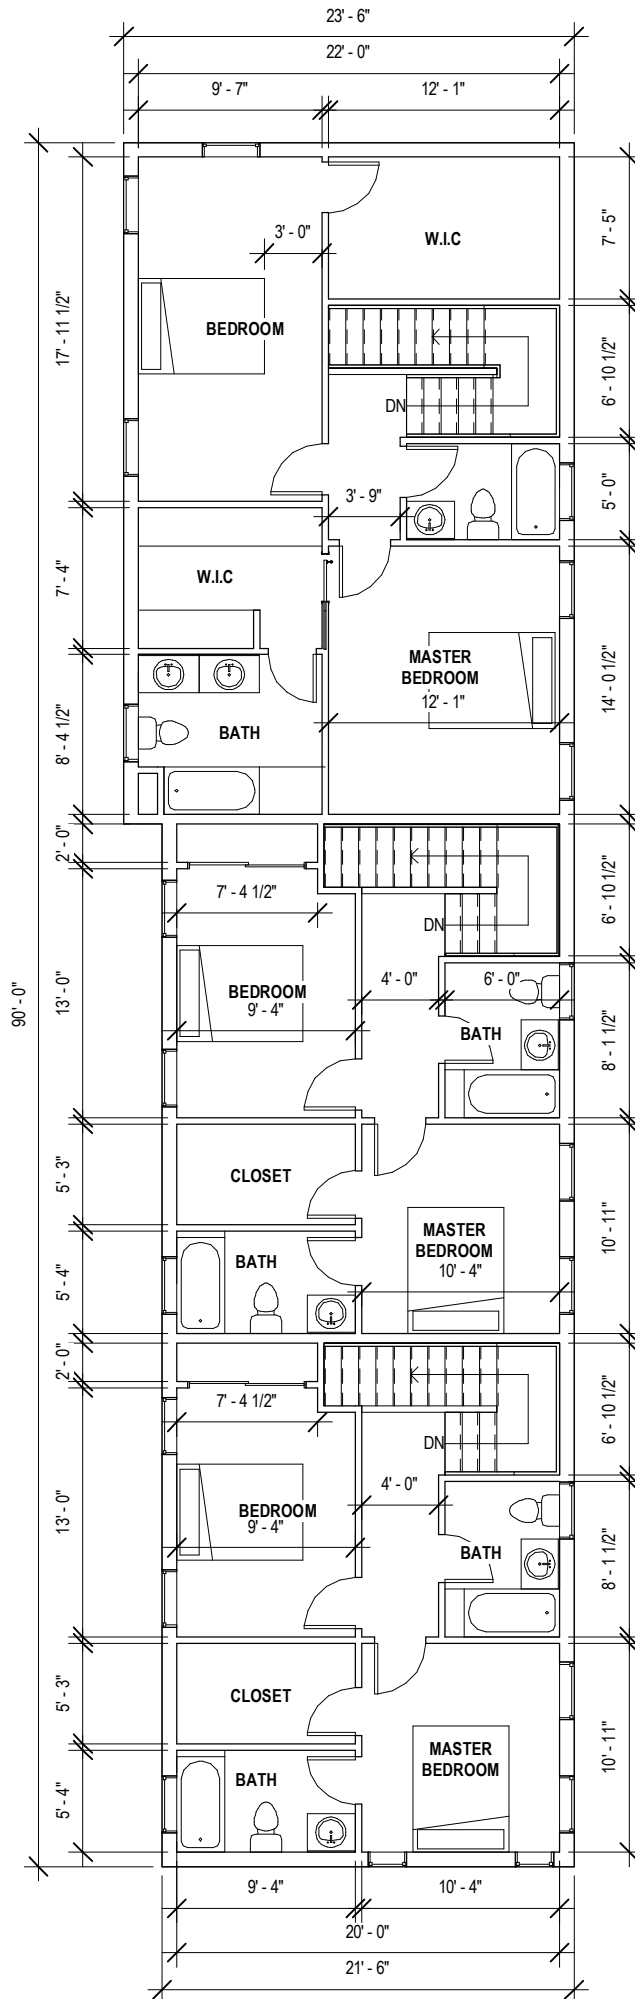 23' - 6"
22' - 0"
9' - 7"
12' - 1"
3' - 0"
W.I.C
7' - 5"
17' - 11 1/2"
BEDROOM
6' - 10 1/2"
DN
3' - 9"
5' - 0"
7' - 4"
W.I.C
MASTER
BEDROOM
12' - 1"
14' - 0 1/2"
8' - 4 1/2"
BATH
2' - 0"
7' - 4 1/2"
6' - 10 1/2"
DN
90' - 0"
13' - 0"
BEDROOM
9' - 4"
4' - 0"
6' - 0"
BATH
8' - 1 1/2"
5' - 3"
CLOSET
MASTER
BEDROOM
10' - 4"
10' - 11"
5' - 4"
BATH
2' - 0"
7' - 4 1/2"
6' - 10 1/2"
DN
13' - 0"
BEDROOM
9' - 4"
4' - 0"
BATH
8' - 1 1/2"
5' - 3"
CLOSET
MASTER
BEDROOM
10' - 11"
5' - 4"
BATH
9' - 4"
10' - 4"
20' - 0"
21' - 6"